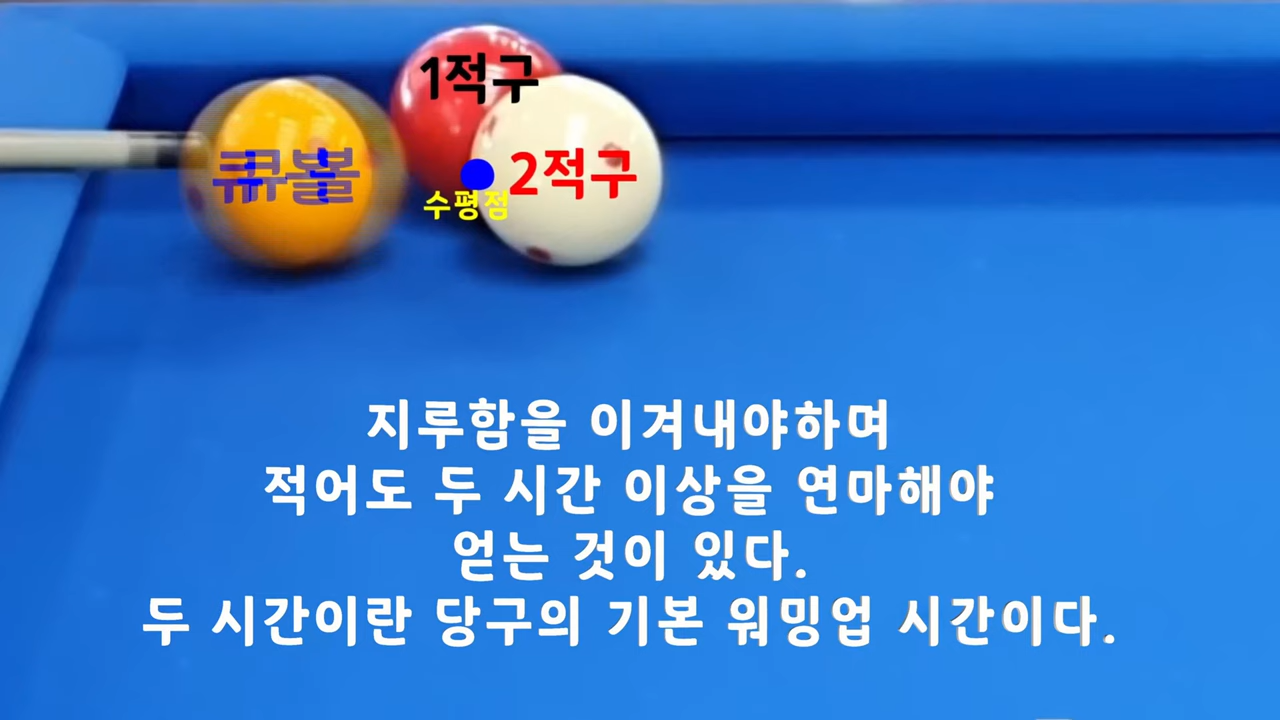 1적구
큐볼
2적구
수평점
지루함을 이겨내야하며
적어도 두 시간 이상을 연마해야
얻는 것이 있다.
두 시간이란 당구의 기본 워밍업 시간이다.